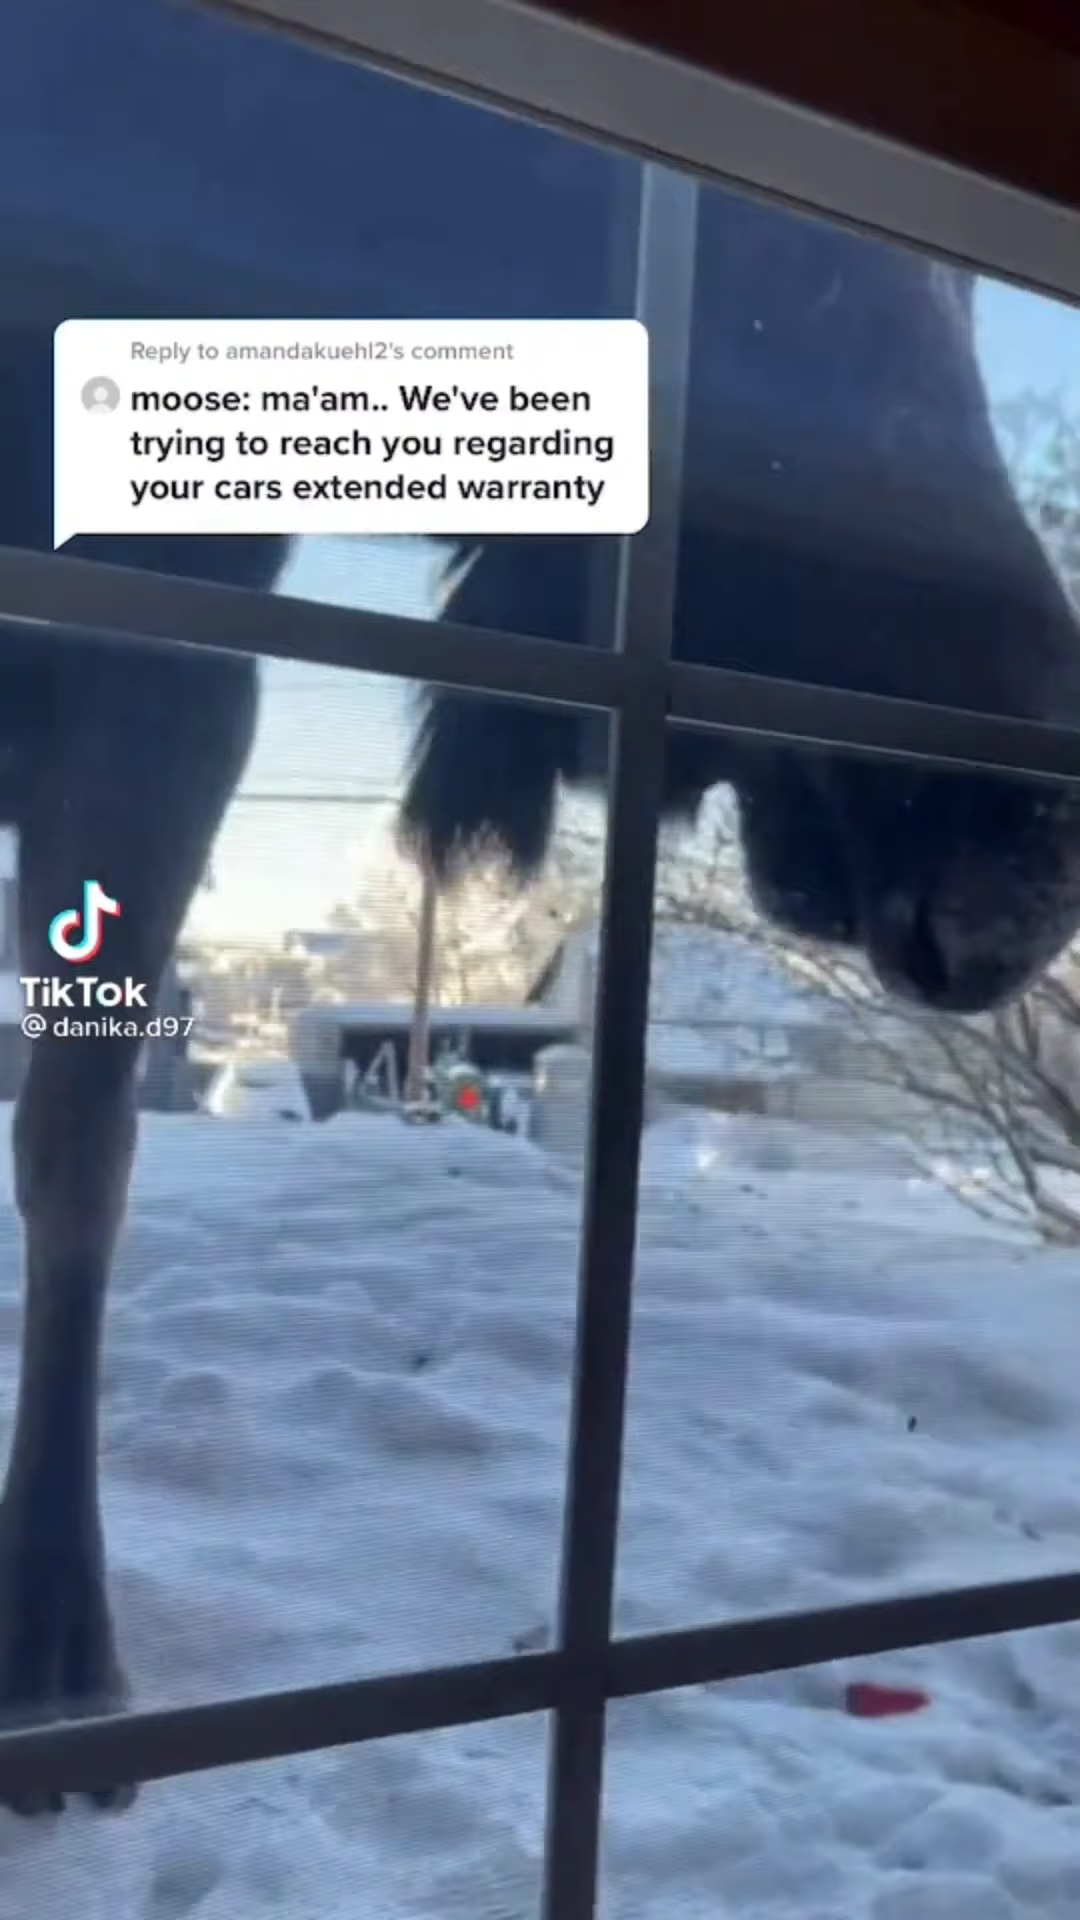 Reply to amandakuehl2's comment
moose: ma'am.. We've been
trying to reach you regarding
your cars extended warranty
TikTok
@danika.d97